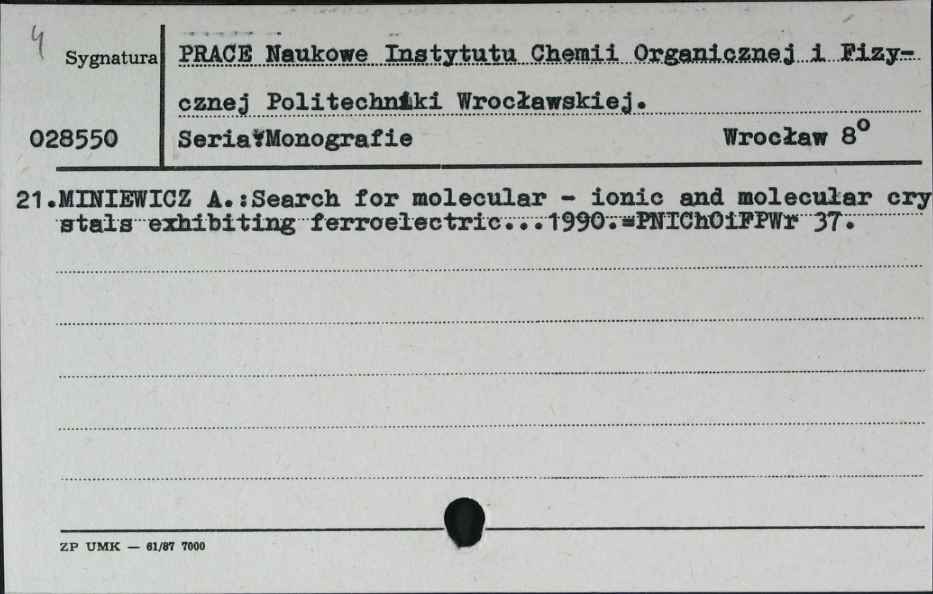 4
Sygnatura
PRACE Naukowe Instytutu Chemii Organicznej i Fizy-
cznej Politechniki Wrocławskiej.
028550
Seria:Monografie
Wrocław 8°
21.MINIEWICZ A.:Search for molecular - ionic and molecułar cry
stals exhibiting ferroelectric...1990.=PNIChOiFPWr 37.
ZP UMK — 61/87 7000